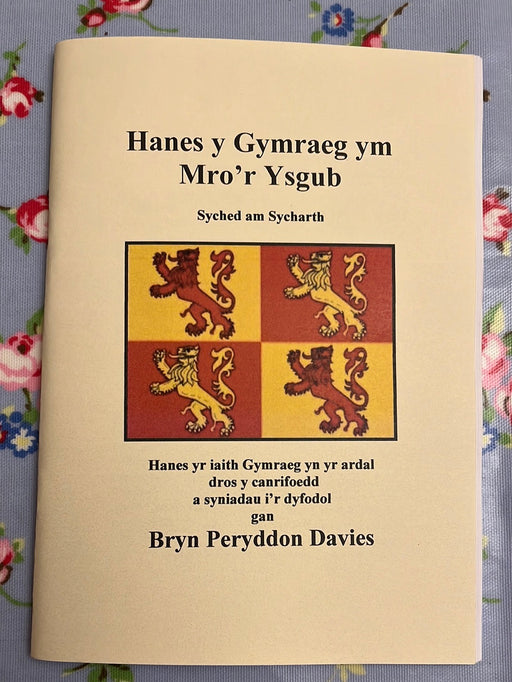 Hanes y Gymraeg ym
Mro'r Ysgub
Syched am Sycharth
Hanes yr iaith Gymraeg yn yr ardal
dros y canrifoedd
a syniadau i'r dyfodol
gan
Bryn Peryddon Davies